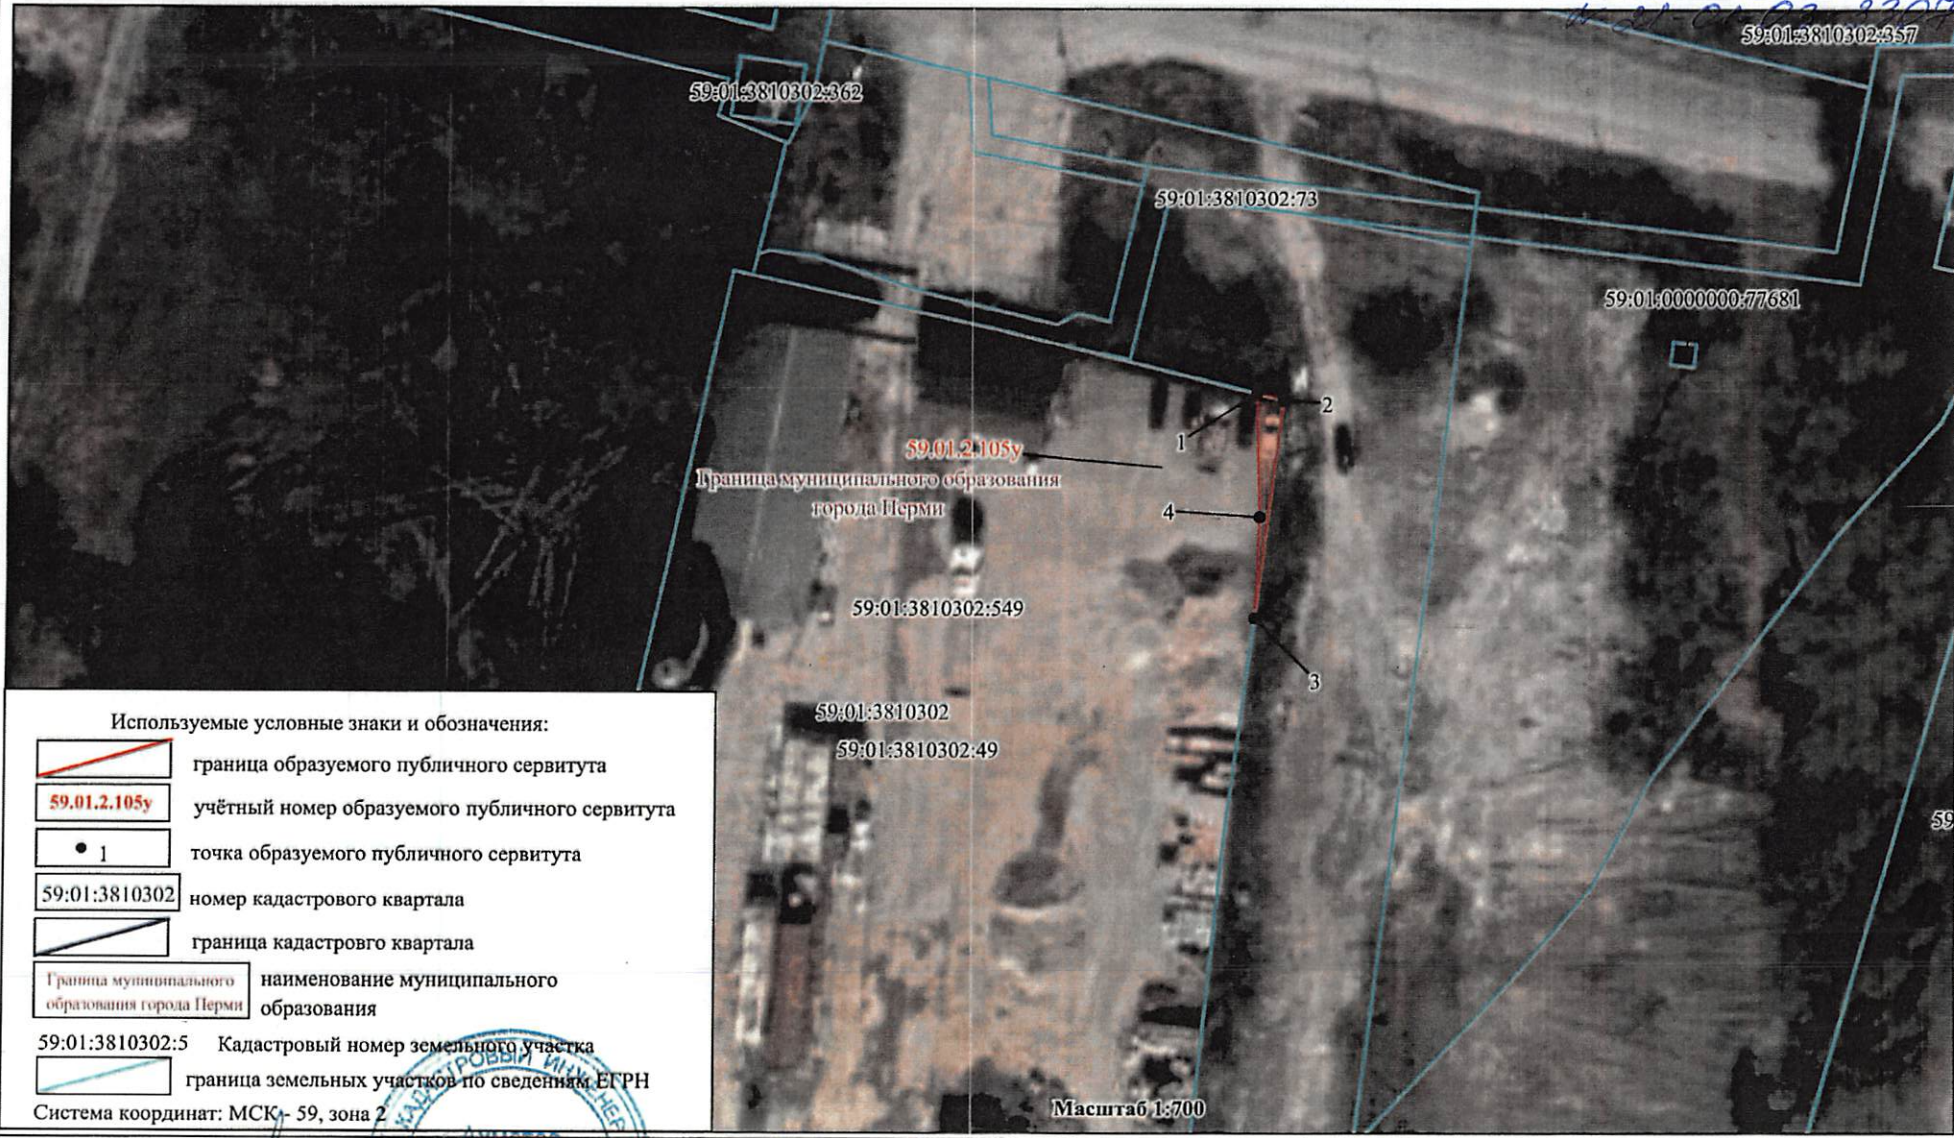 59:01:3810302:357
59:01:3810302:362
59:01:3810302:73
59:01:0000000:77681
2
1
59.01.2.105у
Граница муниципального образования
города Перми
4
59:01:3810302:549
3
59:01:3810302
59:01:3810302:49
59
Масштаб 1:700
Используемые условные знаки и обозначения:
граница образуемого публичного сервитута
59.01.2.105у учётный номер образуемого публичного сервитута
1 точка образуемого публичного сервитута
59:01:3810302 номер кадастрового квартала
граница кадастровго квартала
Граница муниципального
образования города Перми
наименование муниципального
образования
59:01:3810302:5 Кадастровый номер земельного участка
граница земельных участков по сведениям ЕГРН
Система координат: МСК - 59, зона 2
КАДАСТРОВЫЙ ИНЖЕНЕР